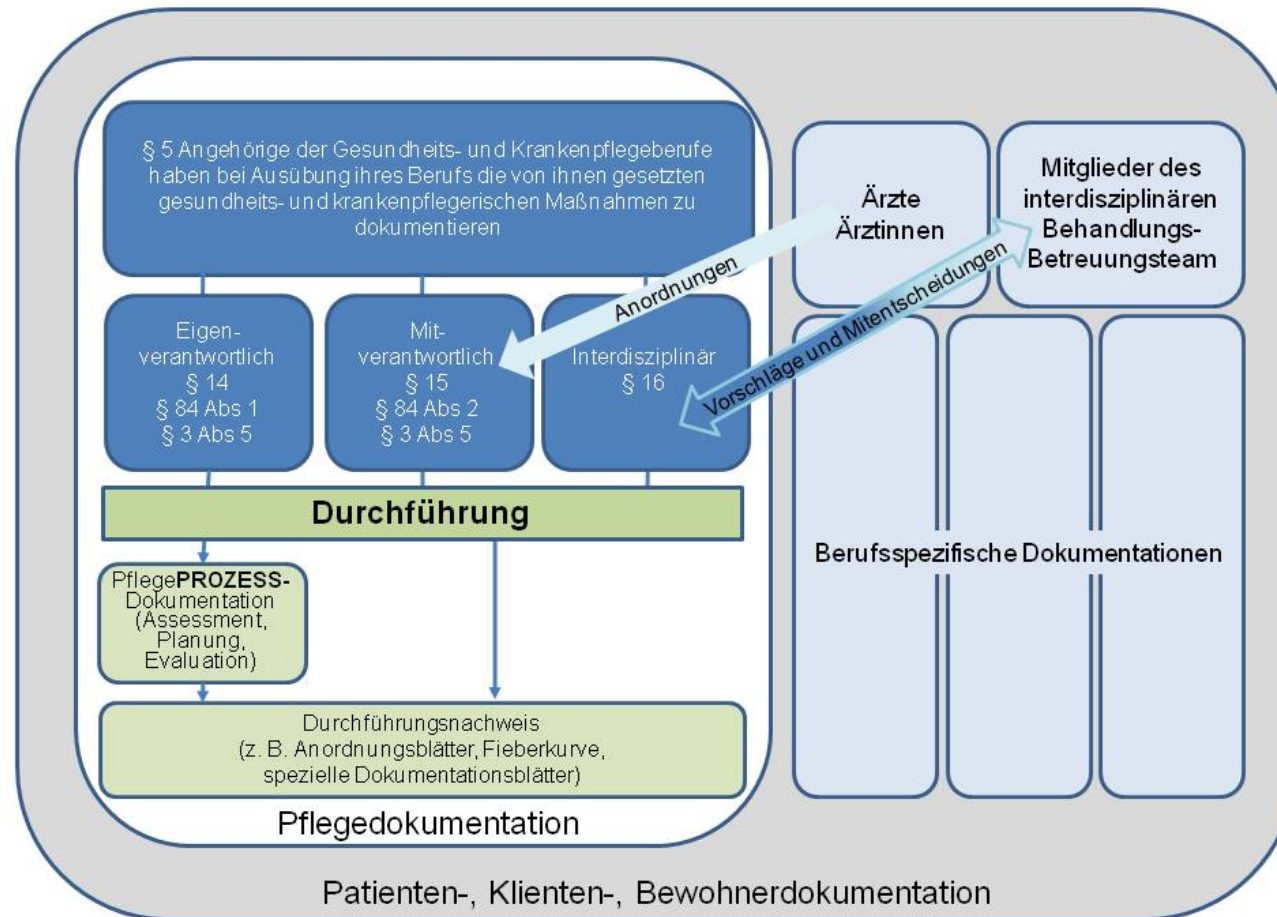 § 5 Angehörige der Gesundheits- und Krankenpflegeberufe
haben bei Ausübung ihres Berufs die von ihnen gesetzten
gesundheits- und krankenpflegerischen Maßnahmen zu
dokumentieren
Ärzte
Ärztinnen
Mitglieder des
interdisziplinären
Behandlungs-
Betreuungsteam
Anordnungen
Vorschläge und Mitentscheidungen
Eigen-
verantwortlich
§ 14
§ 84 Abs 1
§ 3 Abs 5
Mit-
verantwortlich
§ 15
§ 84 Abs 2
§ 3 Abs 5
Interdisziplinär
§ 16
Durchführung
PflegePROZESS-
Dokumentation
(Assessment,
Planung,
Evaluation)
Berufsspezifische Dokumentationen
Durchführungsnachweis
(z. B. Anordnungsblätter, Fieberkurve,
spezielle Dokumentationsblätter)
Pflegedokumentation
Patienten-, Klienten-, Bewohnerdokumentation